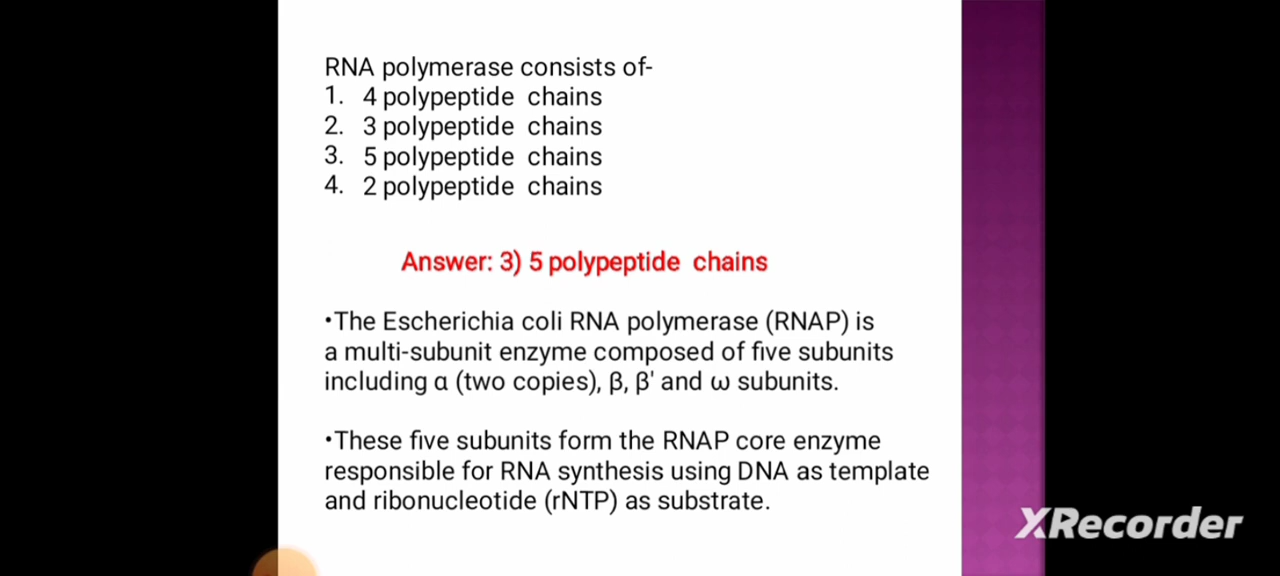 RNA polymerase consists of-
1. 4 polypeptide chains
2. 3 polypeptide chains
3. 5 polypeptide chains
4. 2 polypeptide chains
Answer: 3) 5 polypeptide chains
•The Escherichia coli RNA polymerase (RNAP) is
a multi-subunit enzyme composed of five subunits
including α (two copies), β, β' and ω subunits.
•These five subunits form the RNAP core enzyme
responsible for RNA synthesis using DNA as template
and ribonucleotide (rNTP) as substrate.
XRecorder